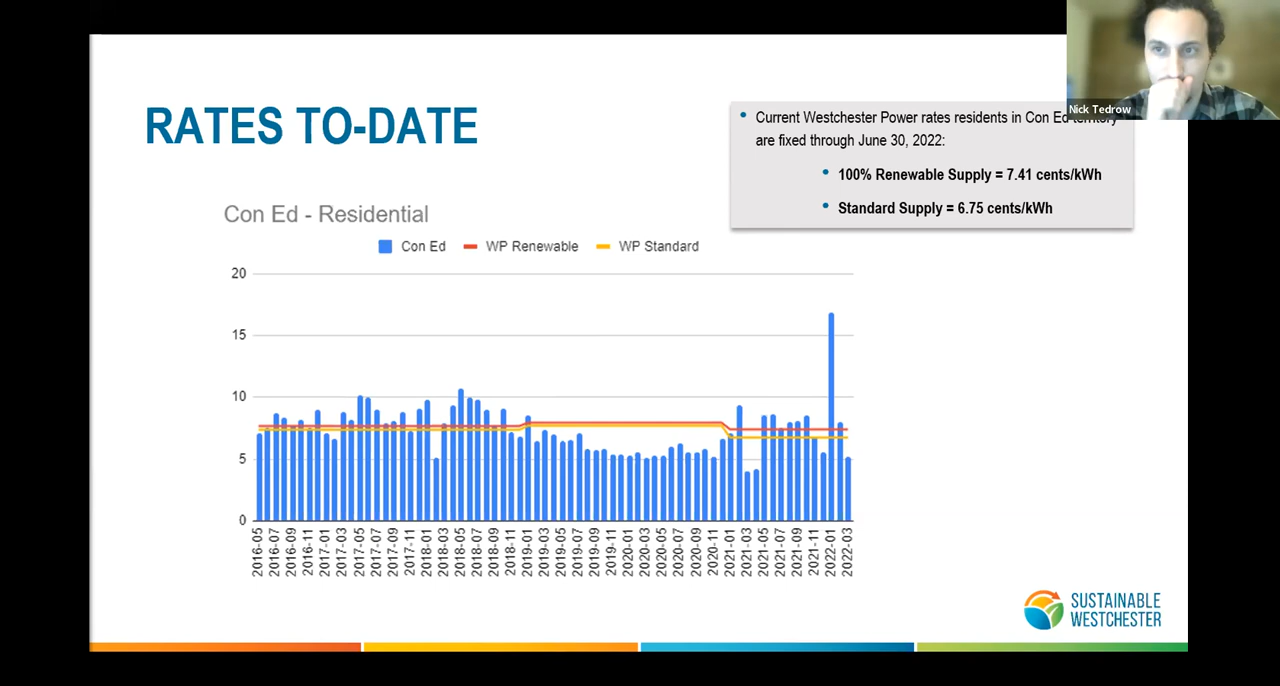 Nick Tedrow
RATES TO-DATE
Current Westchester Power rates residents in Con Ed territory
are fixed through June 30, 2022:
100% Renewable Supply = 7.41 cents/kWh
Standard Supply = 6.75 cents/kWh
Con Ed - Residential
Con Ed WP Renewable WP Standard
20
15
10
5
0
2016-05 2016-07 2016-09 2016-11 2017-01 2017-03 2017-05 2017-07 2017-09 2017-11 2018-01 2018-03 2018-05 2018-07 2018-09 2018-11 2019-01 2019-03 2019-05 2019-07 2019-09 2019-11 2020-01 2020-03 2020-05 2020-07 2020-09 2020-11 2021-01 2021-03 2021-05 2021-07 2021-09 2021-11 2022-01 2022-03
SUSTAINABLE
WESTCHESTER